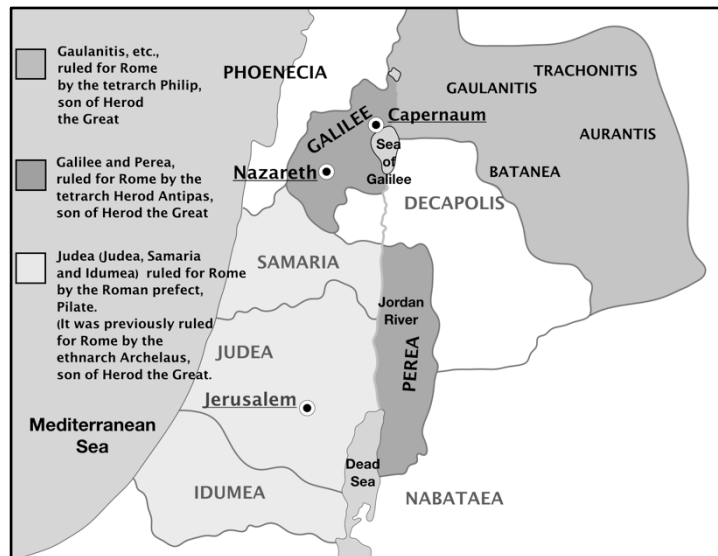 Gaulanitis, etc.,
ruled for Rome
by the tetrarch Philip,
son of Herod
the Great
Galilee and Perea,
ruled for Rome by the
tetrarch Herod Antipas,
son of Herod the Great
Judea (Judea, Samaria
and Idumea) ruled for Rome
by the Roman prefect,
Pilate.
(It was previously ruled
for Rome by the
ethnarch Archelaus,
son of Herod the Great.
PHOENECIA
TRACHONITIS
GAULANITIS
AURANTIS
BATANEA
GALILEE
Capernaum
Sea
of
Galilee
Nazareth
DECAPOLIS
SAMARIA
Jordan
River
PEREA
JUDEA
Jerusalem
Mediterranean
Sea
Dead
Sea
IDUMEA
NABATAEA